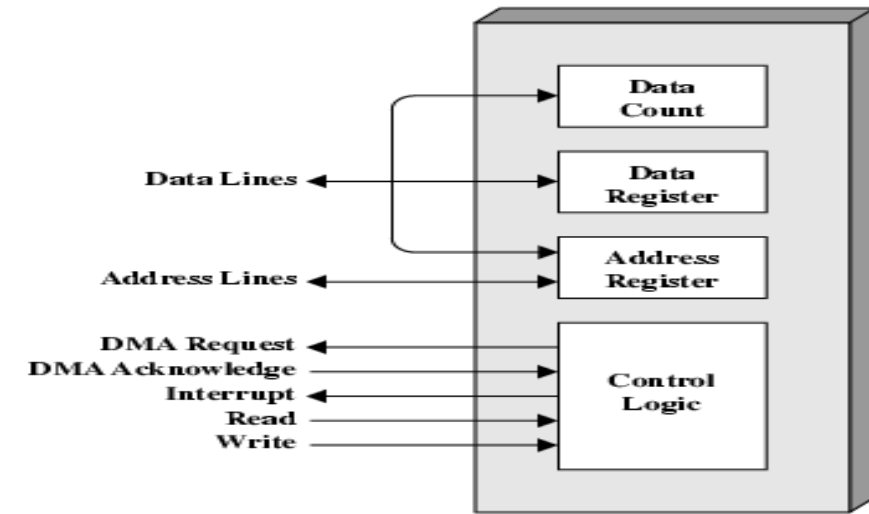 Data
Count
Data Lines
Data
Register
Address Lines
Address
Register
DMA Request
DMA Acknowledge
Interrupt
Read
Write
Control
Logic